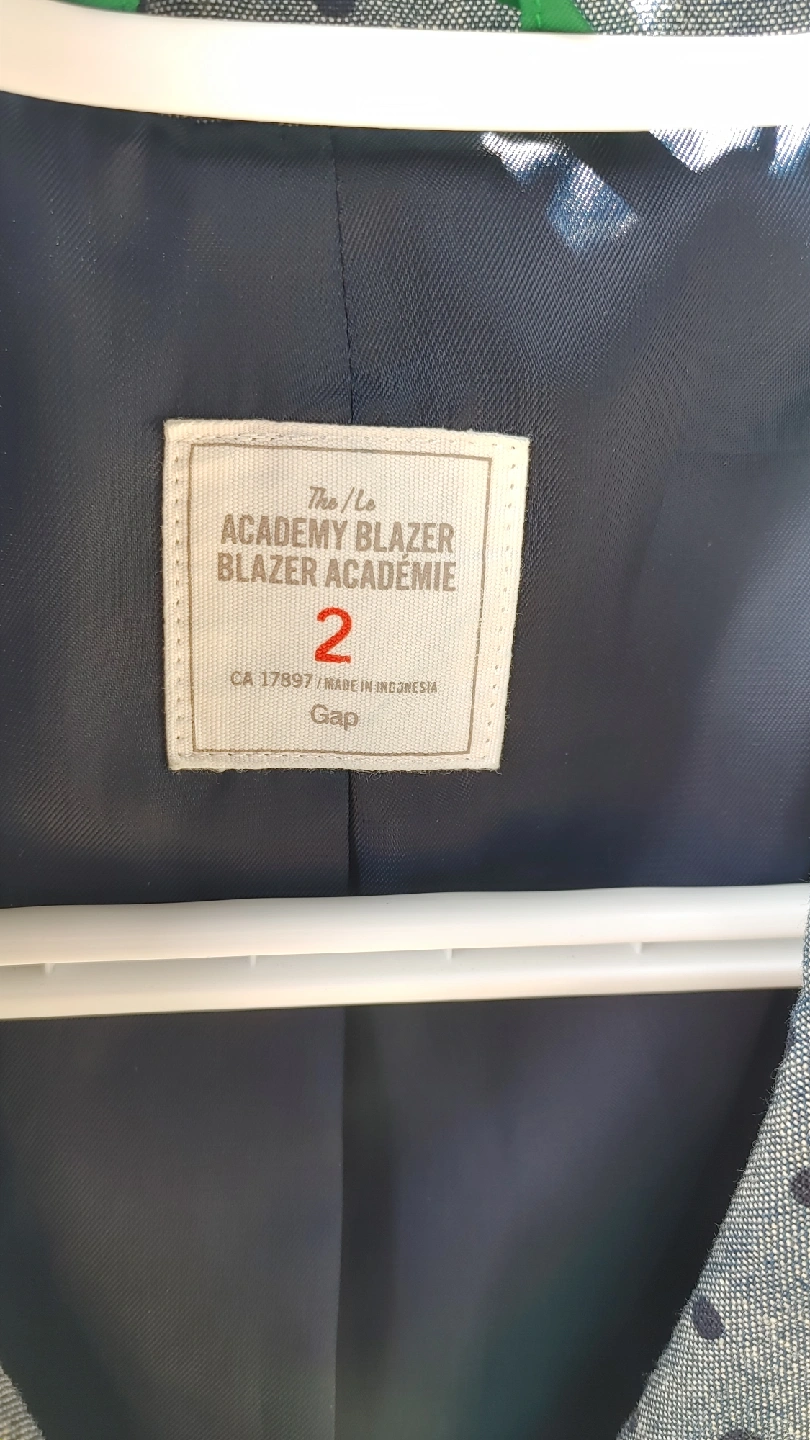 The / Le
ACADEMY BLAZER
BLAZER ACADÉMIE
2
CA 17897 / MADE IN INDONESIA
Gap